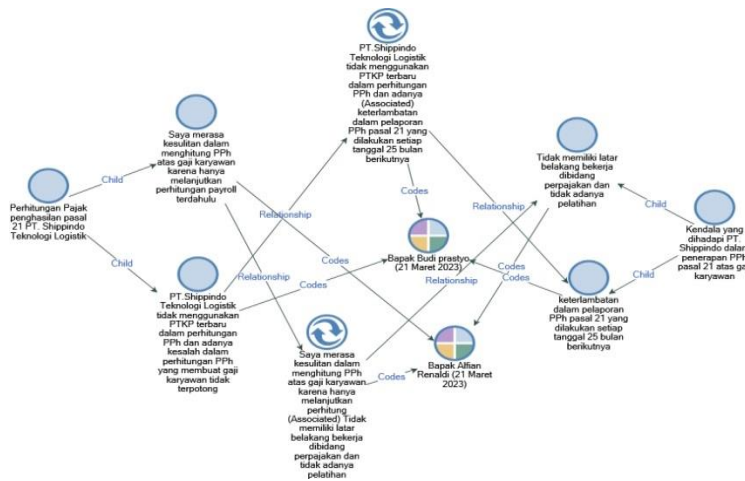 PT.Shippindo
Teknologi Logistik
tidak menggunakan
PTKP terbaru
dalam perhitungan
PPh dan adanya
(Associated)
keterlambatan
dalam pelaporan
PPh pasal 21 yang
dilakukan setiap
tanggal 25 bulan
berikutnya
Saya merasa
kesulitan dalam
menghitung PPh
atas gaji karyawan
karena hanya
melanjutkan
perhitungan payroll
terdahulu
Tidak memiliki latar
belakang bekerja
dibidang
perpajakan dan
tidak adanya
pelatihan
Perhitungan Pajak
penghasilan pasal
21 PT. Shippindo
Teknologi Logistik
Child
Codes
Child
Kendala yang
dihadapi PT.
Shippindo dalam
penerapan PPh
pasal 21 atas gaji
karyawan
Relationship
Relationship
Bapak Budi prastyo
(21 Maret 2023)
Child
Codes
Child
Relationship
Relationship
Codes
Codes
Codes
PT.Shippindo
Teknologi Logistik
tidak menggunakan
PTKP terbaru
dalam perhitungan
PPh dan adanya
kesalah dalam
perhitungan PPh
yang membuat gaji
karyawan tidak
terpotong
keterlambatan
dalam pelaporan
PPh pasal 21 yang
dilakukan setiap
tanggal 25 bulan
berikutnya
Saya merasa
kesulitan dalam
menghitung PPh
atas gaji karyawan
karena hanya
melanjutkan
perhitung
(Associated) Tidak
memiliki latar
belakang bekerja
dibidang
perpajakan dan
tidak adanya
pelatihan
Codes
Bapak Alfian
Renaldi (21 Maret
2023)